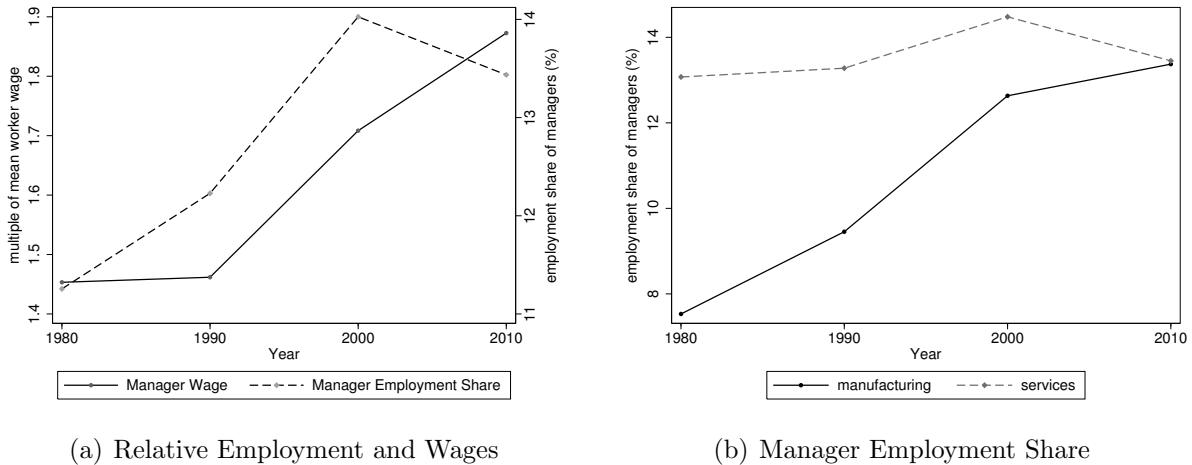 1.9
1.8
1.7
1.6
1.5
1.4
multiple of mean worker wage
14
13
12
11
employment share of managers (%)
1980 1990 2000 2010
Year
Manager Wage Manager Employment Share
(a) Relative Employment and Wages
14
12
10
8
employment share of managers (%)
1980 1990 2000 2010
Year
manufacturing services
(b) Manager Employment Share